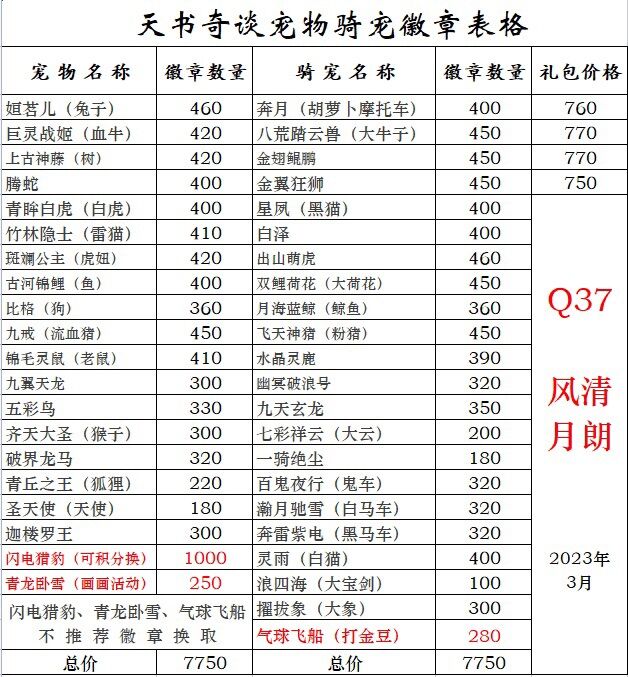 天书奇谈宠物骑宠徽章表格
宠物名称 徽章数量 骑宠名称 徽章数量 礼包价格
姮茗儿（兔子） 460 奔月（胡萝卜摩托车） 400 760
巨灵战姬（血牛） 420 八荒踏云兽（大牛子） 450 770
上古神藤（树） 420 金翅鲲鹏 450 770
腾蛇 400 金翼狂狮 450 750
青眸白虎（白虎） 400 星夙（黑猫） 400
竹林隐士（雷猫） 410 白泽 400
斑斓公主（虎妞） 420 出山萌虎 460
古河锦鲤（鱼） 400 双鲤荷花（大荷花） 450
比格（狗） 360 月海蓝鲸（鲸鱼） 360
九戒（流血猪） 450 飞天神猪（粉猪） 450
锦毛灵鼠（老鼠） 410 水晶灵鹿 390
九翼天龙 300 幽冥破浪号 320
五彩鸟 330 九天玄龙 350
齐天大圣（猴子） 300 七彩祥云（大云） 200
破界龙马 320 一骑绝尘 180
青丘之王（狐狸） 220 百鬼夜行（鬼车） 320
圣天使（天使） 180 瀚月驰雪（白马车） 320
迦楼罗王 300 奔雷紫电（黑马车） 320
闪电猎豹（可积分换） 1000 灵雨（白猫） 400
青龙卧雪（画画活动） 250 浪四海（大宝剑） 100
闪电猎豹、青龙卧雪、气球飞船
不推荐徽章换取
擢拔象（大象） 300
气球飞船（打金豆） 280
总价 7750 总价 7750
Q37
风清
月朗
2023年
3月